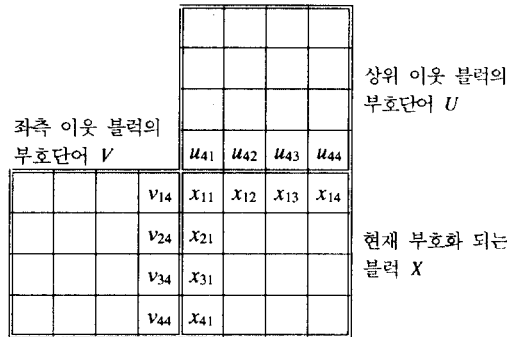 상위 이웃 블럭의
부호단어 U
좌측 이웃 블럭의
부호단어 V
u41 u42 u43 u44
v14 x11 x12 x13 x14
v24 x21
현재 부호화 되는
블럭 X
v34 x31
v44 x41